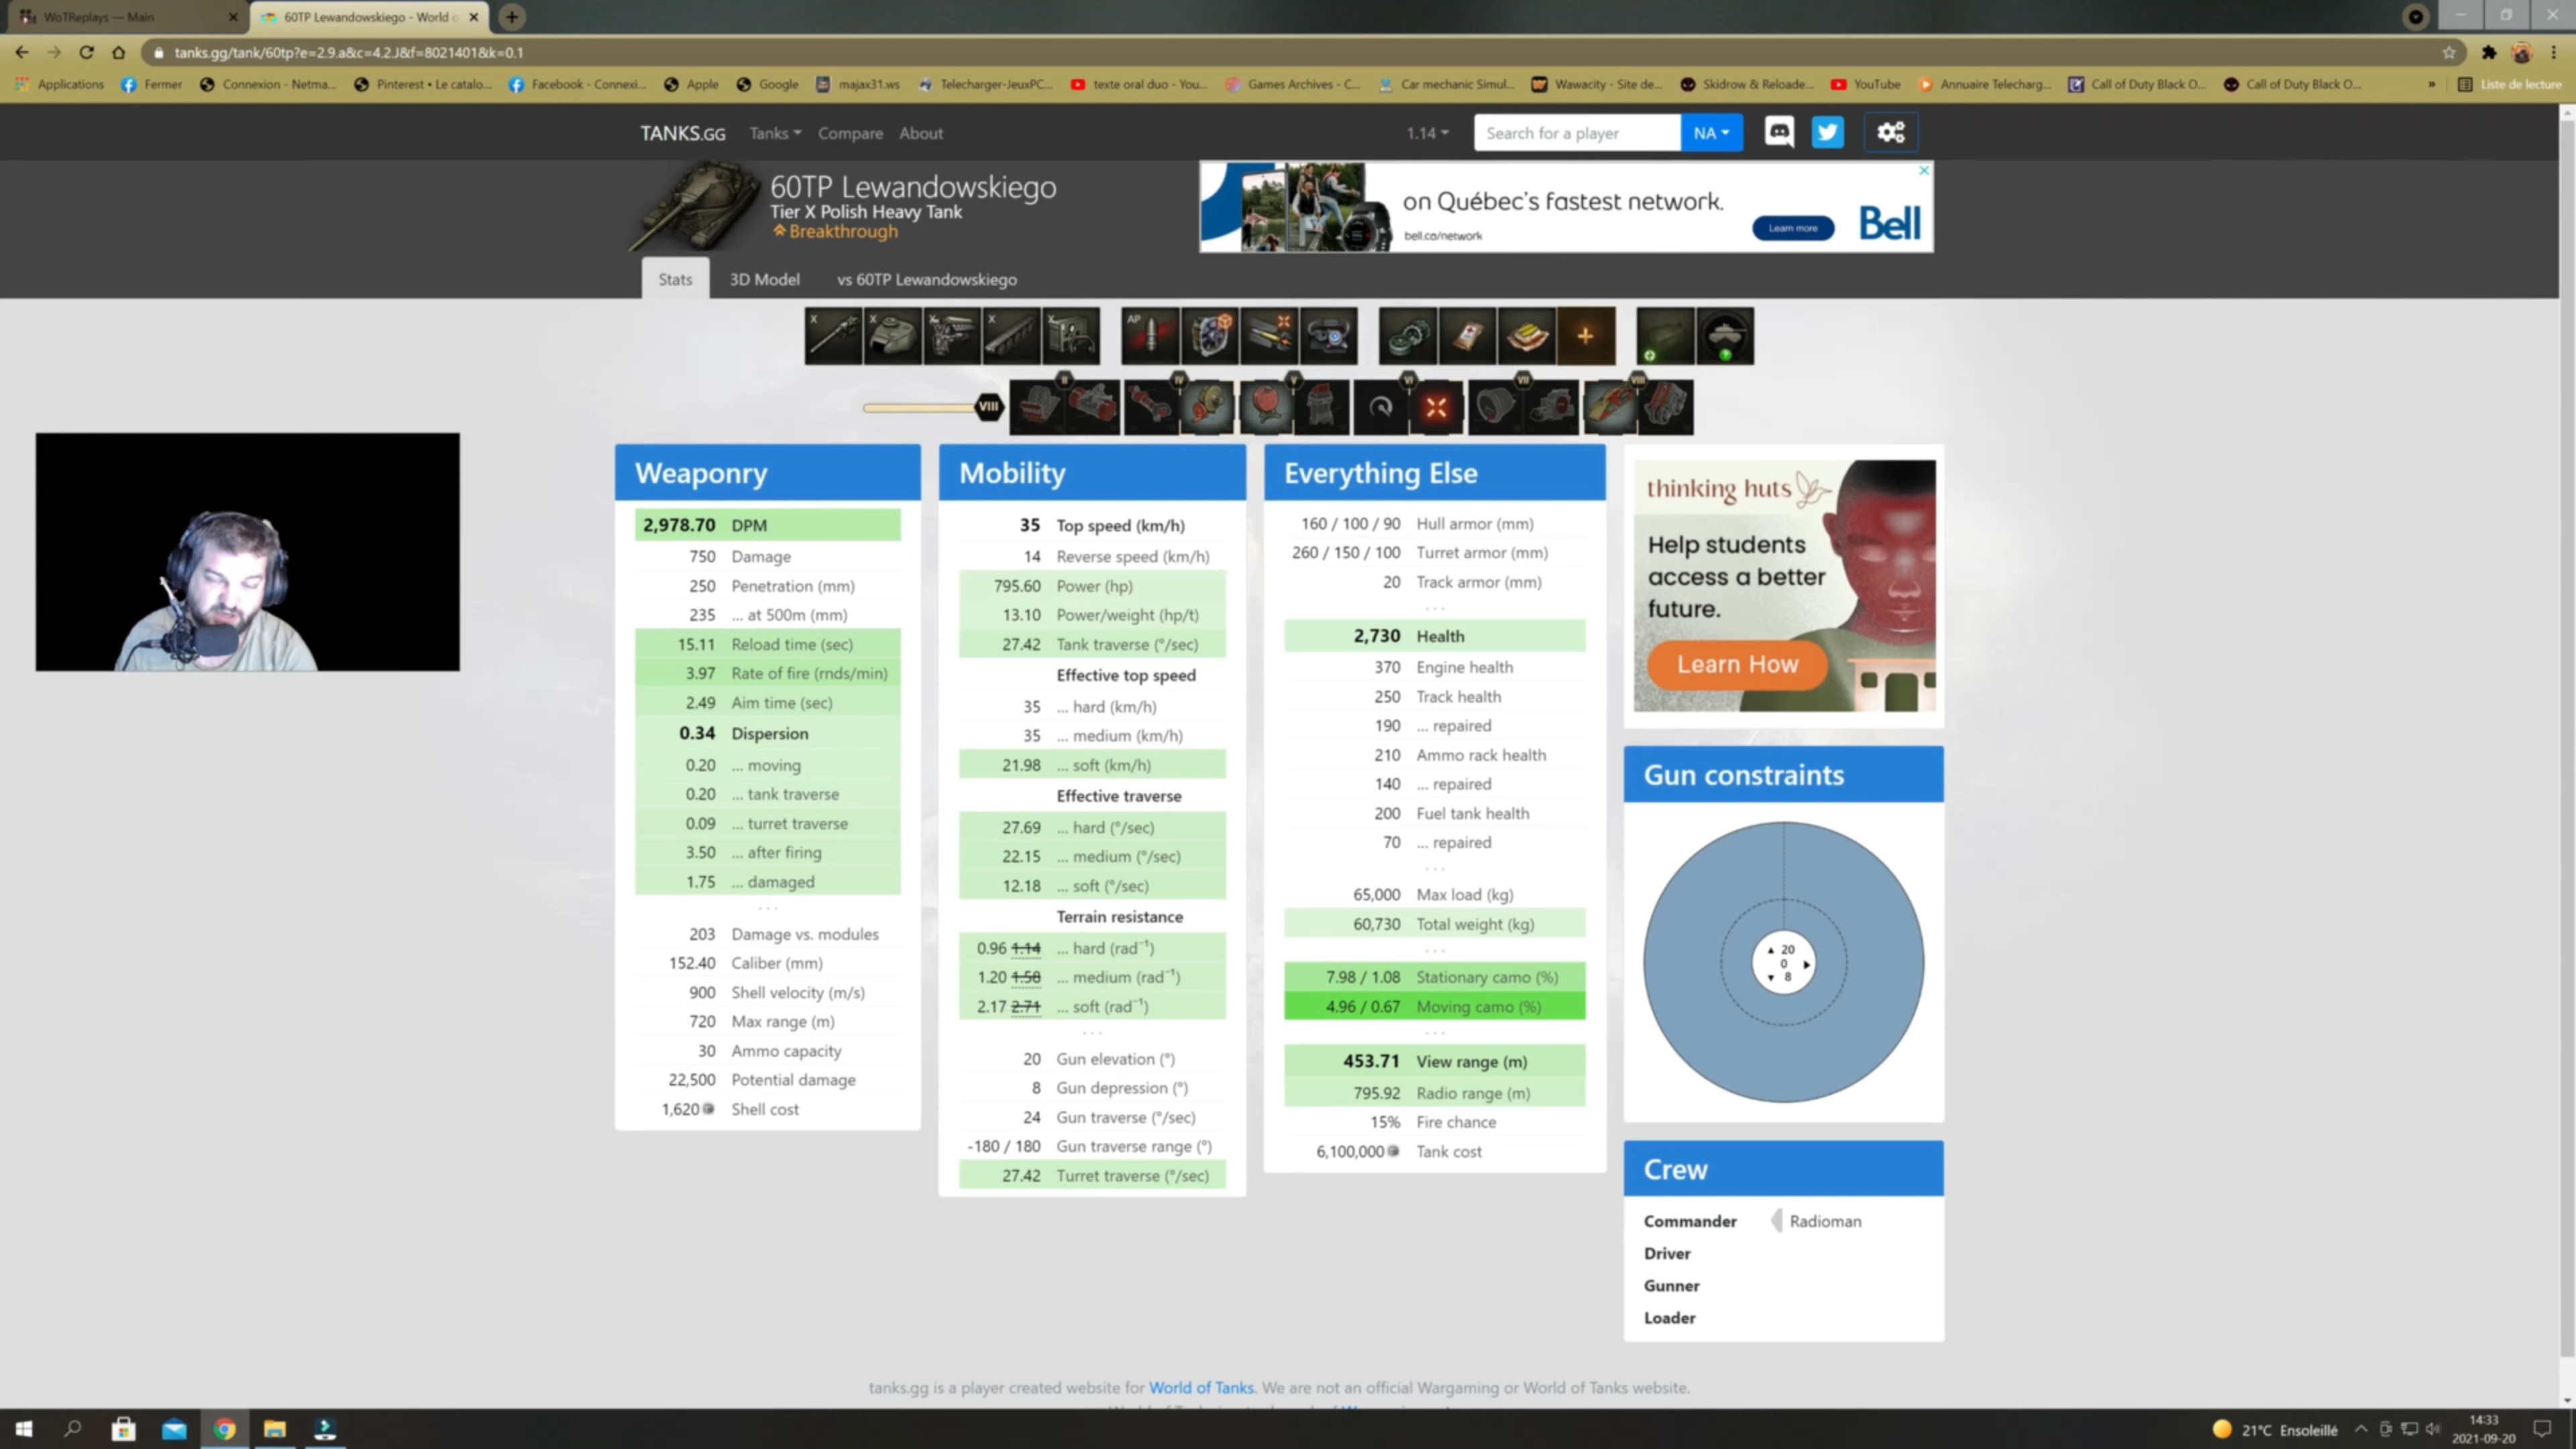 WoTReplays — Main
60TP Lewandowskiego - World o
tanks.gg/tank/60tp?e=2.9.a&c=4.2.J&f=8021401&k=0.1
Applications
Fermer
Connexion - Netma...
Pinterest • Le catalo...
Facebook - Connexi...
Apple
Google
majax31.ws
Telecharger-JeuxPC...
texte oral duo - You...
Games Archives - C...
Car mechanic Simul...
Wawacity - Site de...
Skidrow & Reloade...
YouTube
Annuaire Telecharg...
Call of Duty Black O...
Call of Duty Black O...
»
Liste de lecture
TANKS.GG
Tanks
Compare
About
1.14
Search for a player
NA
60TP Lewandowskiego
Tier X Polish Heavy Tank
Breakthrough
on Québec's fastest network.
bell.ca/network
Learn more
Bell
Stats
3D Model
vs 60TP Lewandowskiego
X X X X X AP
VIII II IV V VI VII VIII
Weaponry
2,978.70 DPM
750 Damage
250 Penetration (mm)
235 ... at 500m (mm)
15.11 Reload time (sec)
3.97 Rate of fire (rnds/min)
2.49 Aim time (sec)
0.34 Dispersion
0.20 ... moving
0.20 ... tank traverse
0.09 ... turret traverse
3.50 ... after firing
1.75 ... damaged
...
203 Damage vs. modules
152.40 Caliber (mm)
900 Shell velocity (m/s)
720 Max range (m)
30 Ammo capacity
22,500 Potential damage
1,620 Shell cost
Mobility
35 Top speed (km/h)
14 Reverse speed (km/h)
795.60 Power (hp)
13.10 Power/weight (hp/t)
27.42 Tank traverse (°/sec)
Effective top speed
35 ... hard (km/h)
35 ... medium (km/h)
21.98 ... soft (km/h)
Effective traverse
27.69 ... hard (°/sec)
22.15 ... medium (°/sec)
12.18 ... soft (°/sec)
Terrain resistance
0.96 1.14 ... hard (rad⁻¹)
1.20 1.58 ... medium (rad⁻¹)
2.17 2.71 ... soft (rad⁻¹)
...
20 Gun elevation (°)
8 Gun depression (°)
24 Gun traverse (°/sec)
-180 / 180 Gun traverse range (°)
27.42 Turret traverse (°/sec)
Everything Else
160 / 100 / 90 Hull armor (mm)
260 / 150 / 100 Turret armor (mm)
20 Track armor (mm)
...
2,730 Health
370 Engine health
250 Track health
190 ... repaired
210 Ammo rack health
140 ... repaired
200 Fuel tank health
70 ... repaired
...
65,000 Max load (kg)
60,730 Total weight (kg)
...
7.98 / 1.08 Stationary camo (%)
4.96 / 0.67 Moving camo (%)
...
453.71 View range (m)
795.92 Radio range (m)
15% Fire chance
6,100,000 Tank cost
thinking huts
Help students
access a better
future.
Learn How
Gun constraints
▲ 20
0 ▶
▼ 8
Crew
Commander Radioman
Driver
Gunner
Loader
tanks.gg is a player created website for World of Tanks. We are not an official Wargaming or World of Tanks website.
21°C Ensoleillé
14:33
2021-09-20